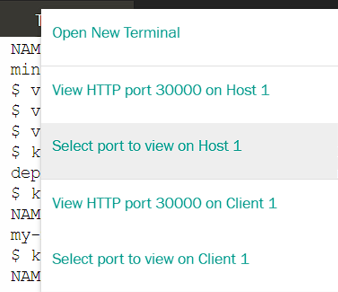 T
Open New Terminal
NAM
min
$ v
View HTTP port 30000 on Host 1
$ v
$ v
Select port to view on Host 1
$ k
dep
$ k
View HTTP port 30000 on Client 1
NAM
my-
$ k
Select port to view on Client 1
NAM